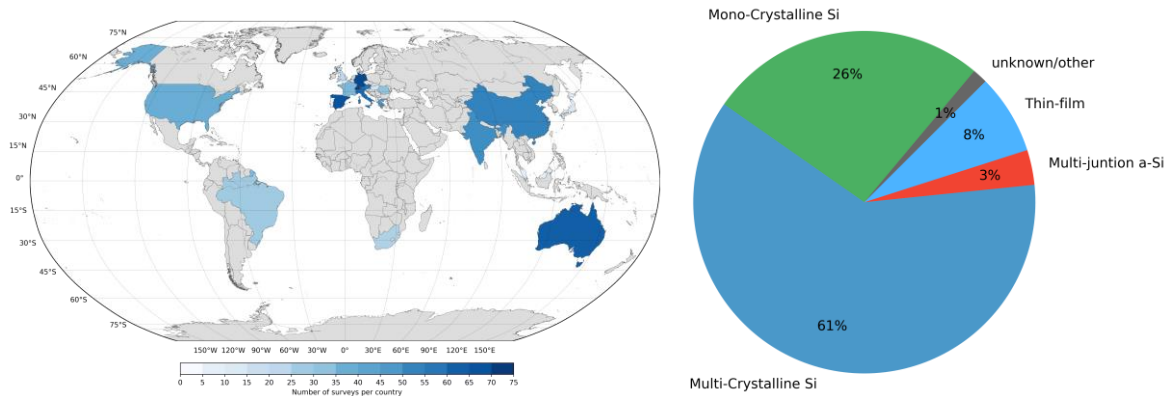 75°N
60°N
45°N
30°N
15°N
0°
15°S
30°S
45°S
60°S
75°S
150°W 120°W 90°W 60°W 30°W 0° 30°E 60°E 90°E 120°E 150°E
0 5 10 15 20 25 30 35 40 45 50 55 60 65 70 75
Number of surveys per country
Mono-Crystalline Si
unknown/other
Thin-film
Multi-juntion a-Si
Multi-Crystalline Si
26%
1%
8%
3%
61%